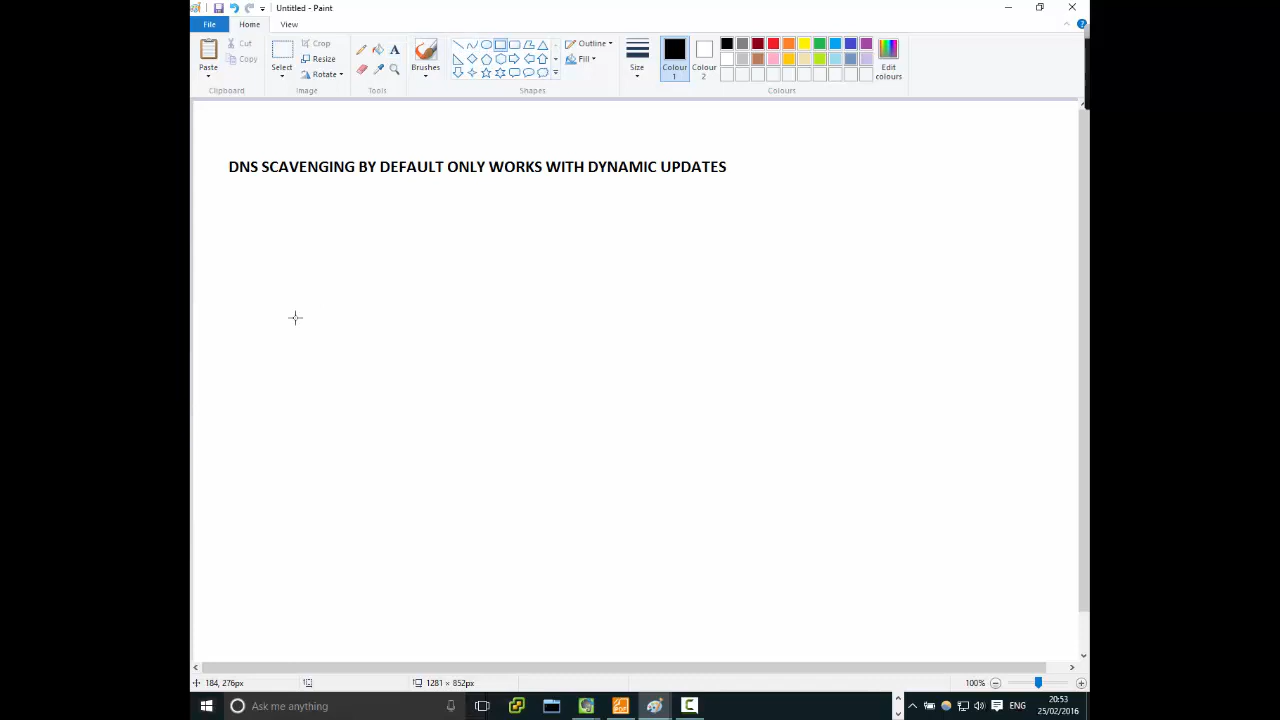 Untitled - Paint
File Home View
Paste
Cut
Copy
Clipboard
Select
Crop
Resize
Rotate
Image
Tools
Brushes
Outline
Fill
Shapes
Size
Colour 1
Colour 2
Edit colours
Colours
DNS SCAVENGING BY DEFAULT ONLY WORKS WITH DYNAMIC UPDATES
184, 276px
1281 × 852px
100%
Ask me anything
PDF
ENG
20:53
25/02/2016